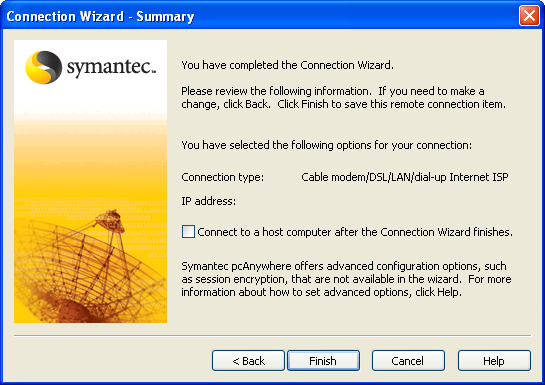 Connection Wizard - Summary
symantec™
You have completed the Connection Wizard.
Please review the following information. If you need to make a
change, click Back. Click Finish to save this remote connection item.
You have selected the following options for your connection:
Connection type: Cable modem/DSL/LAN/dial-up Internet ISP
IP address:
Connect to a host computer after the Connection Wizard finishes.
Symantec pcAnywhere offers advanced configuration options, such
as session encryption, that are not available in the wizard. For more
information about how to set advanced options, click Help.
< Back Finish Cancel Help